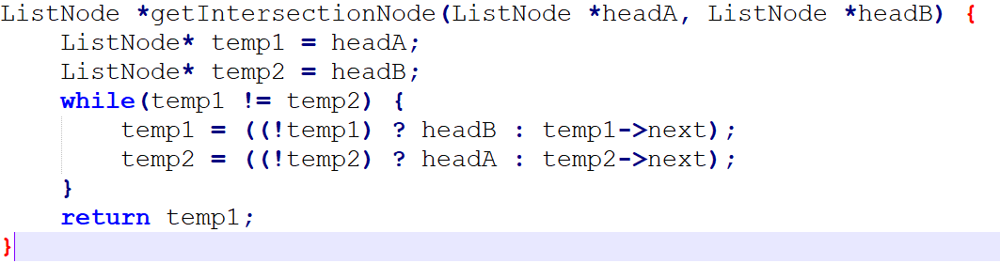 ListNode *getIntersectionNode(ListNode *headA, ListNode *headB) {
    ListNode* temp1 = headA;
    ListNode* temp2 = headB;
    while(temp1 != temp2) {
        temp1 = ((!temp1) ? headB : temp1->next);
        temp2 = ((!temp2) ? headA : temp2->next);
    }
    return temp1;
}